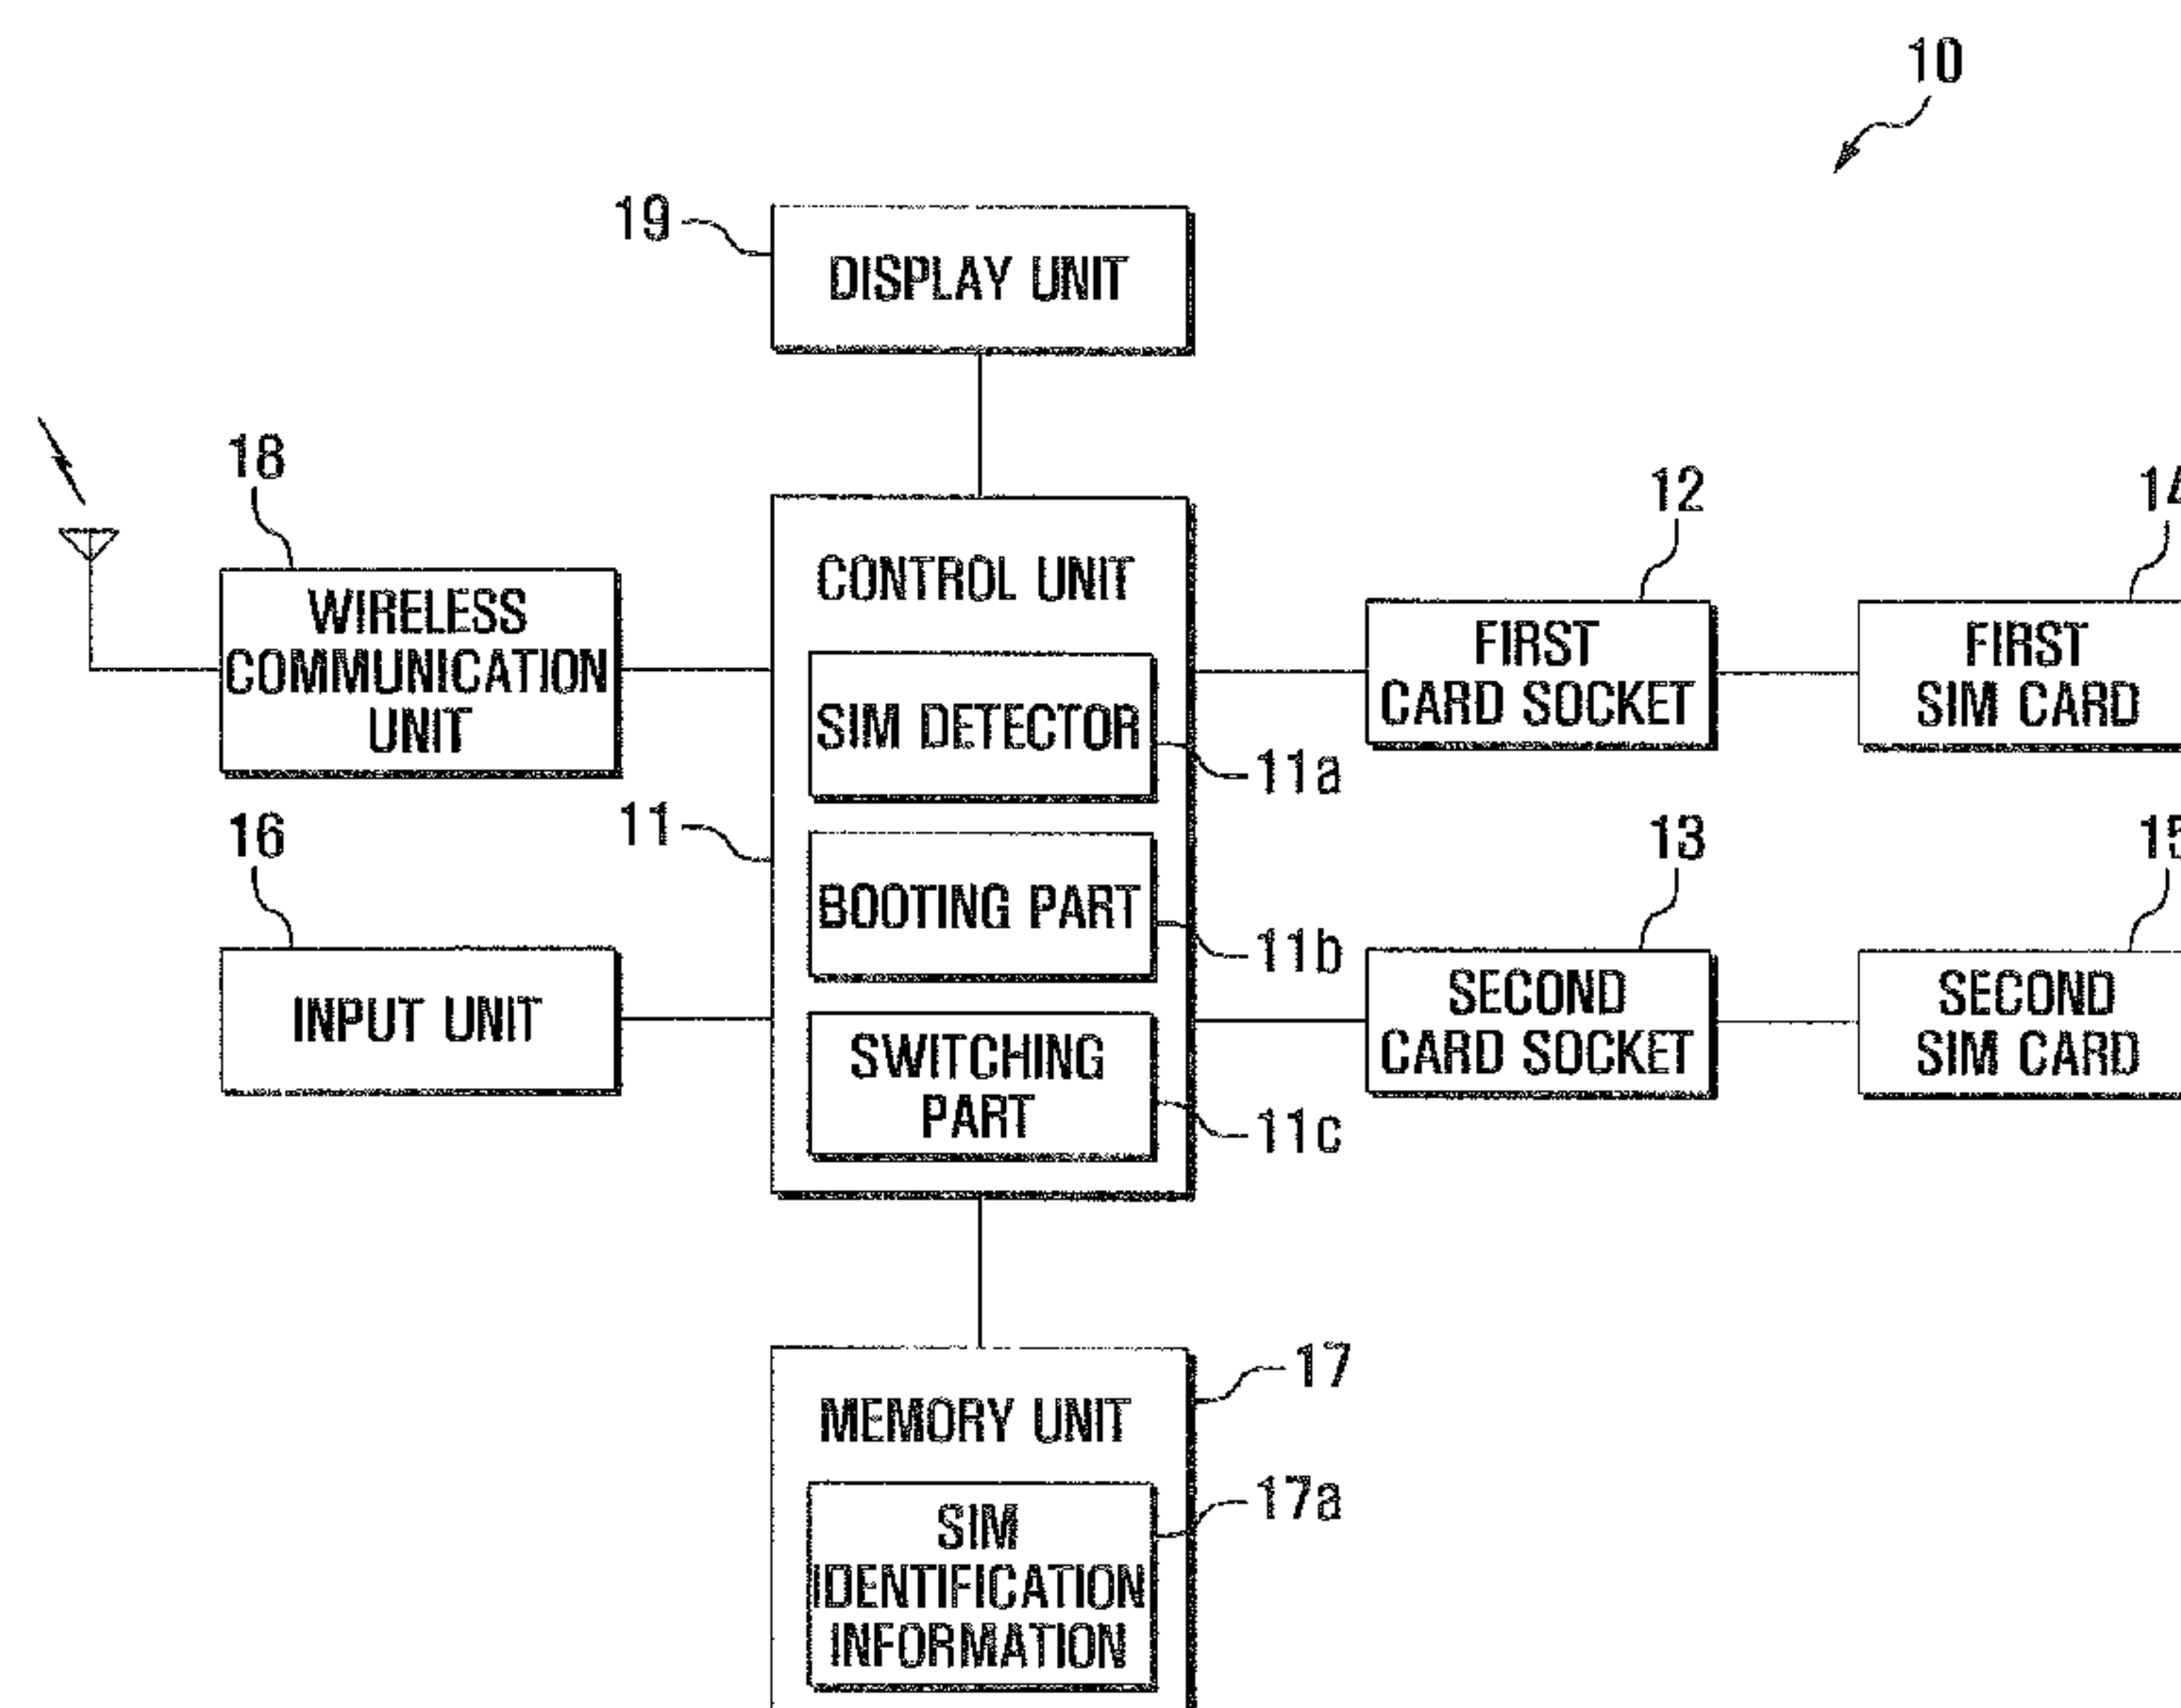 10
19
DISPLAY UNIT
18
12
14
WIRELESS
COMMUNICATION
UNIT
CONTROL UNIT
FIRST
CARD SOCKET
FIRST
SIM CARD
SIM DETECTOR
11a
11
16
13
15
BOOTING PART
11b
INPUT UNIT
SECOND
CARD SOCKET
SECOND
SIM CARD
SWITCHING
PART
11c
17
MEMORY UNIT
17a
SIM
IDENTIFICATION
INFORMATION